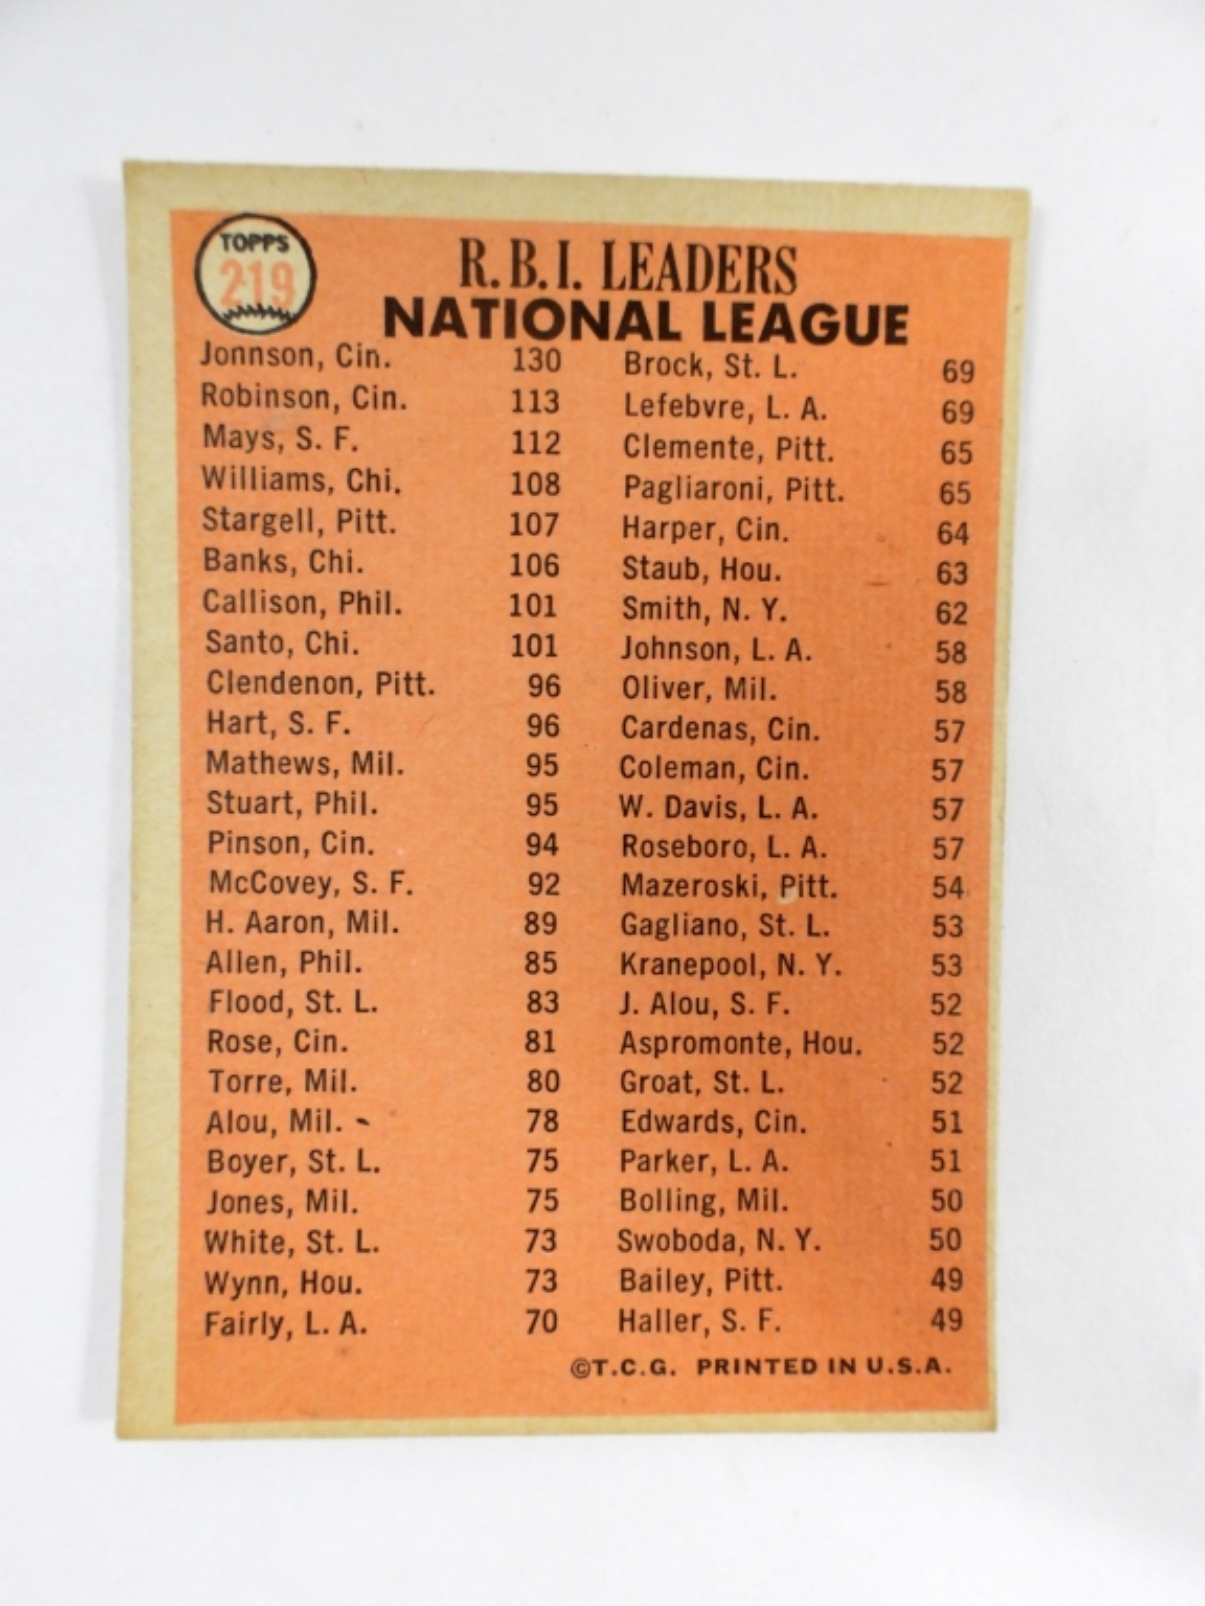 TOPPS
219
R. B. I. LEADERS
NATIONAL LEAGUE
Johnson, Cin. 130
Robinson, Cin. 113
Mays, S. F. 112
Williams, Chi. 108
Stargell, Pitt. 107
Banks, Chi. 106
Callison, Phil. 101
Santo, Chi. 101
Clendenon, Pitt. 96
Hart, S. F. 96
Mathews, Mil. 95
Stuart, Phil. 95
Pinson, Cin. 94
McCovey, S. F. 92
H. Aaron, Mil. 89
Allen, Phil. 85
Flood, St. L. 83
Rose, Cin. 81
Torre, Mil. 80
Alou, Mil. 78
Boyer, St. L. 75
Jones, Mil. 75
White, St. L. 73
Wynn, Hou. 73
Fairly, L. A. 70
Brock, St. L. 69
Lefebvre, L. A. 69
Clemente, Pitt. 65
Pagliaroni, Pitt. 65
Harper, Cin. 64
Staub, Hou. 63
Smith, N. Y. 62
Johnson, L. A. 58
Oliver, Mil. 58
Cardenas, Cin. 57
Coleman, Cin. 57
W. Davis, L. A. 57
Roseboro, L. A. 57
Mazeroski, Pitt. 54
Gagliano, St. L. 53
Kranepool, N. Y. 53
J. Alou, S. F. 52
Aspromonte, Hou. 52
Groat, St. L. 52
Edwards, Cin. 51
Parker, L. A. 51
Bolling, Mil. 50
Swoboda, N. Y. 50
Bailey, Pitt. 49
Haller, S. F. 49
©T.C.G. PRINTED IN U.S.A.